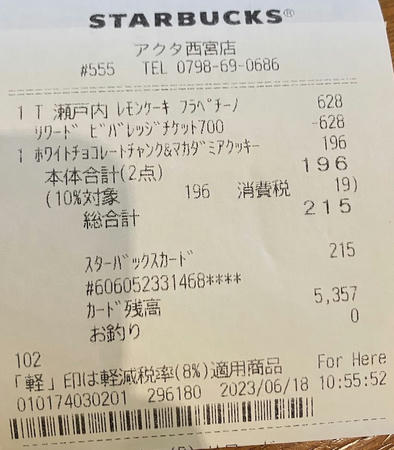 STARBUCKS®
アクタ西宮店
#555 TEL 0798-69-0686
1 T 瀬戸内 ﾚﾓﾝｹｰｷ ﾌﾗﾍﾟﾁｰﾉ 628
ﾘﾜｰﾄﾞ ﾋﾞﾊﾞﾚｯｼﾞﾁｹｯﾄ700 -628
1 ﾎﾜｲﾄﾁｮｺﾚｰﾄﾁｬﾝｸ&ﾏｶﾀﾞﾐｱｸｯｷｰ 196
本体合計(2点) 196
(10%対象 196 消費税 19)
総合計 215
ｽﾀｰﾊﾞｯｸｽｶｰﾄﾞ 215
#606052331468****
ｶｰﾄﾞ残高 5,357
お釣り 0
102 For Here
「軽」印は軽減税率(8%)適用商品
010174030201 296180 2023/06/18 10:55:52